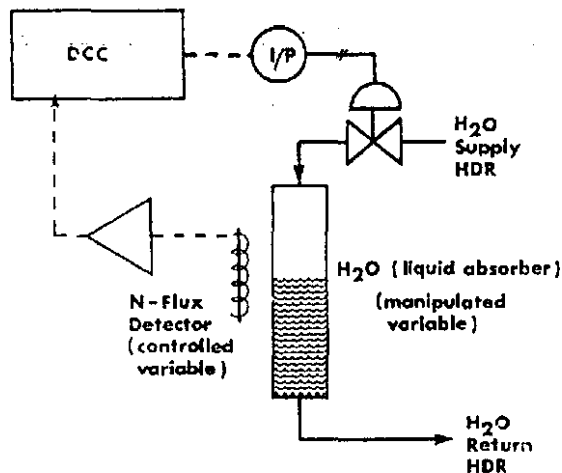 DCC
I/P
H2O
Supply
HDR
H2O (liquid absorber)
(manipulated
variable)
N-Flux
Detector
(controlled
variable)
H2O
Return
HDR